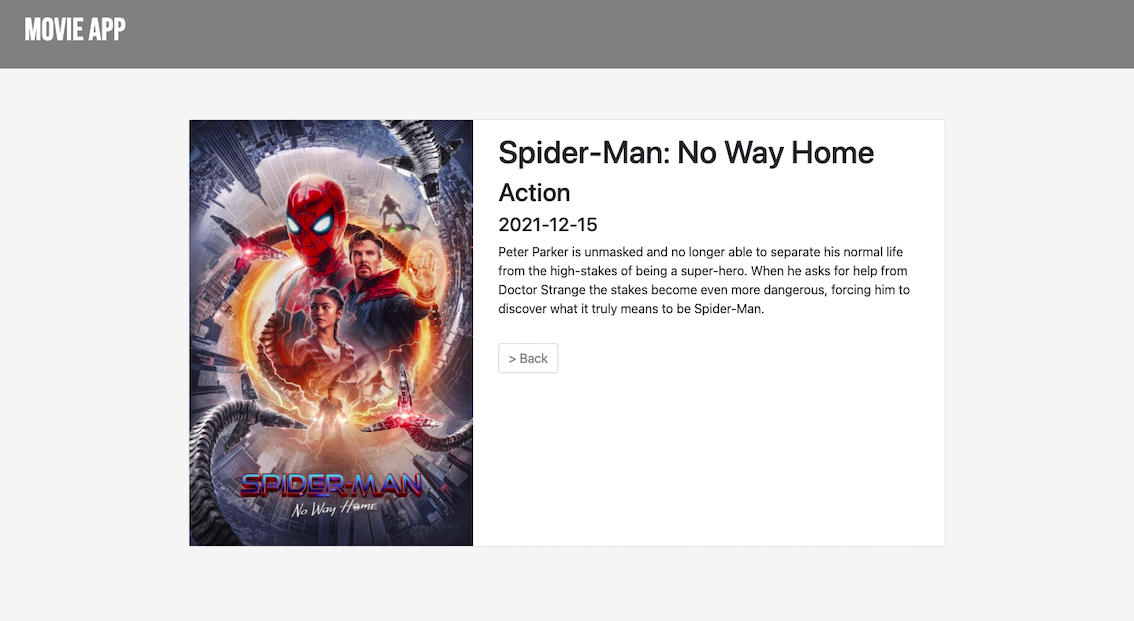 MOVIE APP
Spider-Man: No Way Home
Action
2021-12-15
Peter Parker is unmasked and no longer able to separate his normal life
from the high-stakes of being a super-hero. When he asks for help from
Doctor Strange the stakes become even more dangerous, forcing him to
discover what it truly means to be Spider-Man.
> Back
SPIDER-MAN
No Way Home